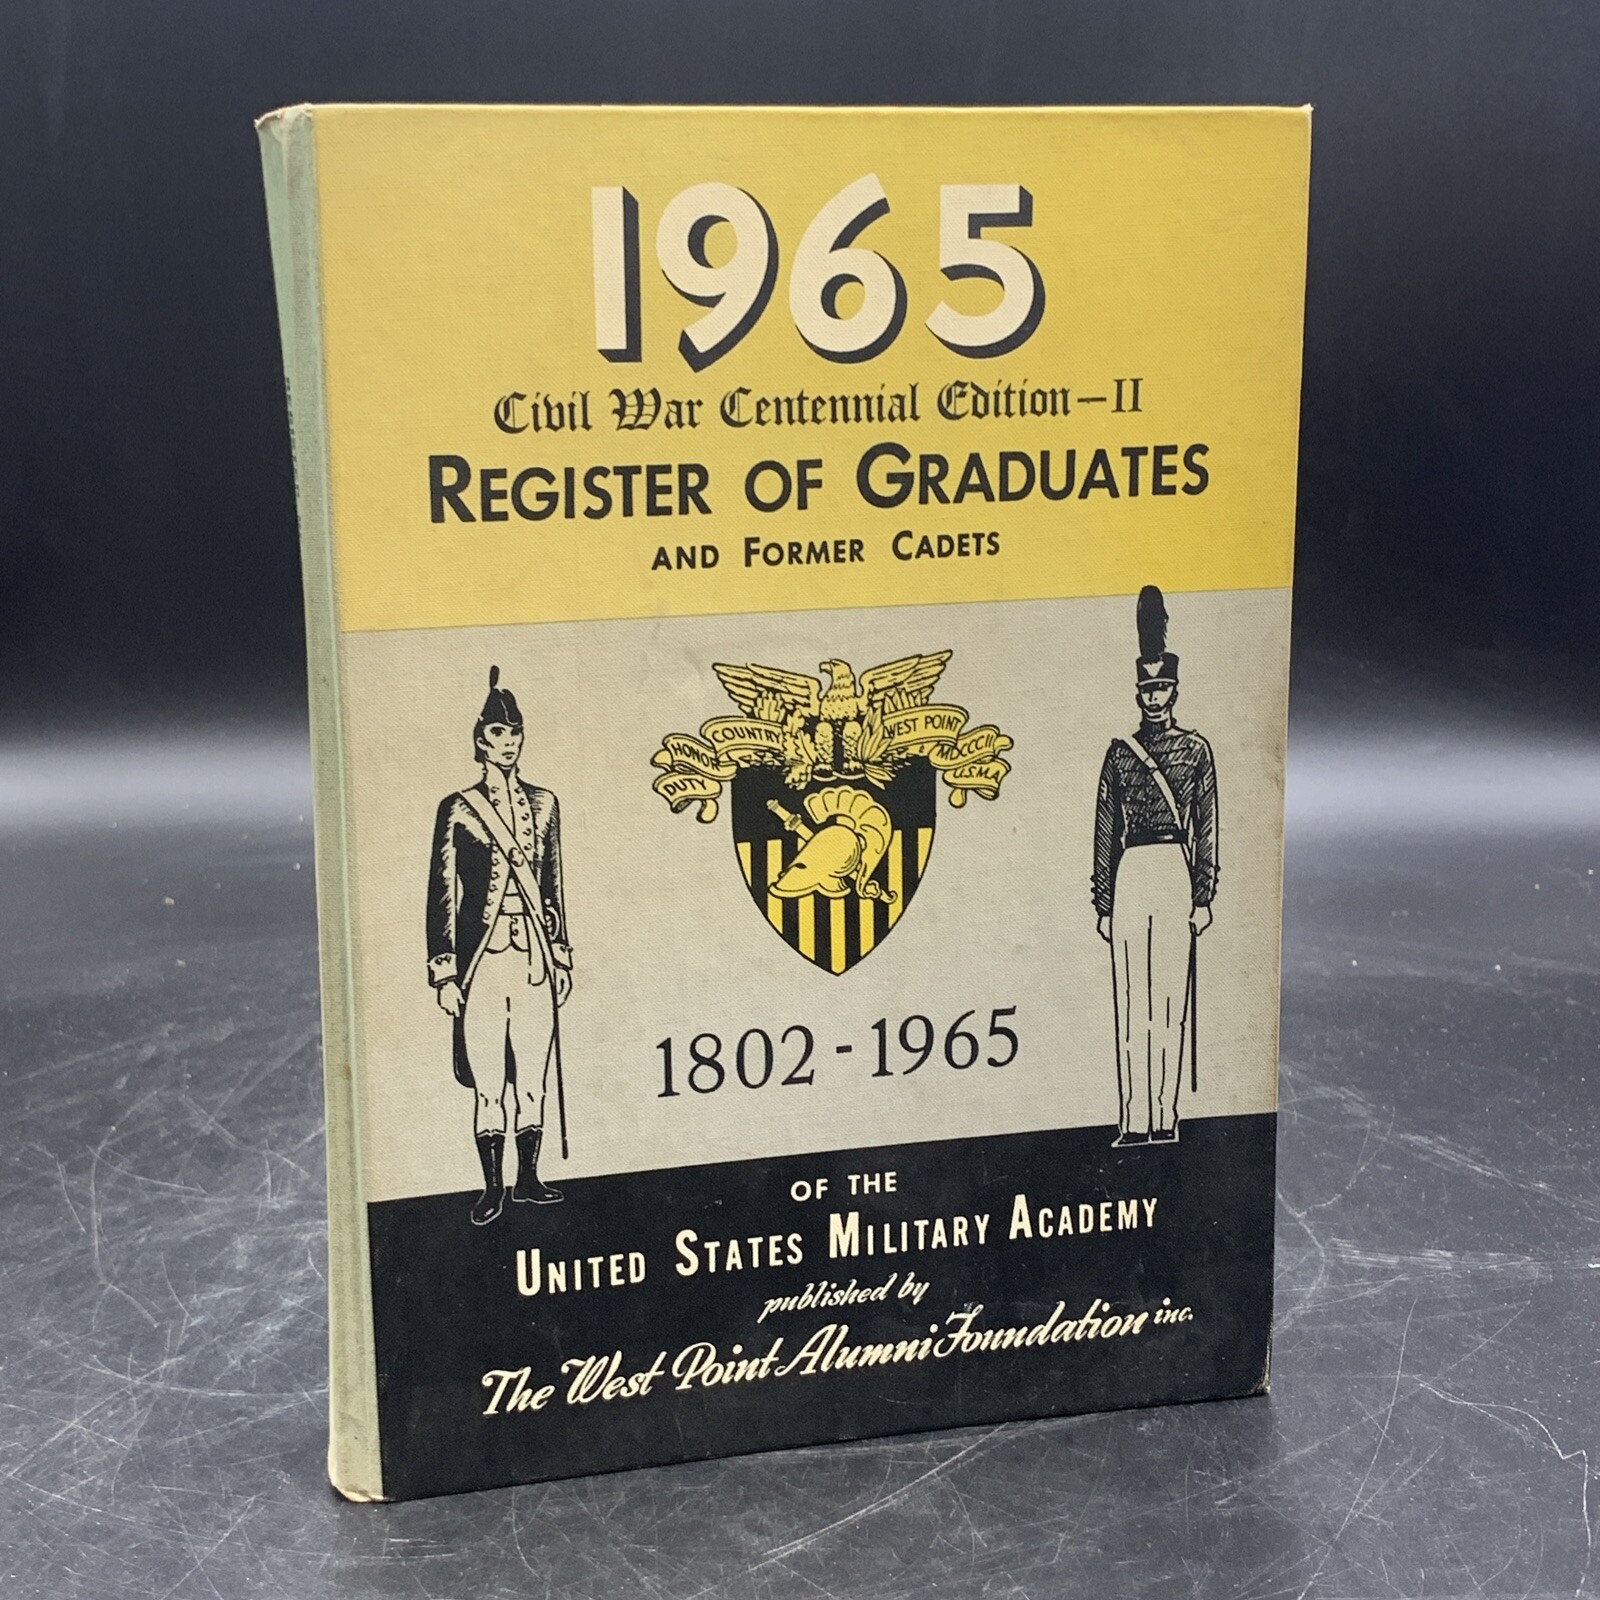 1965
Civil War Centennial Edition—II
REGISTER OF GRADUATES
AND FORMER CADETS
DUTY HONOR COUNTRY WEST POINT MDCCCII U.S.M.A.
1802-1965
OF THE
UNITED STATES MILITARY ACADEMY
published by
The West Point Alumni Foundation inc.